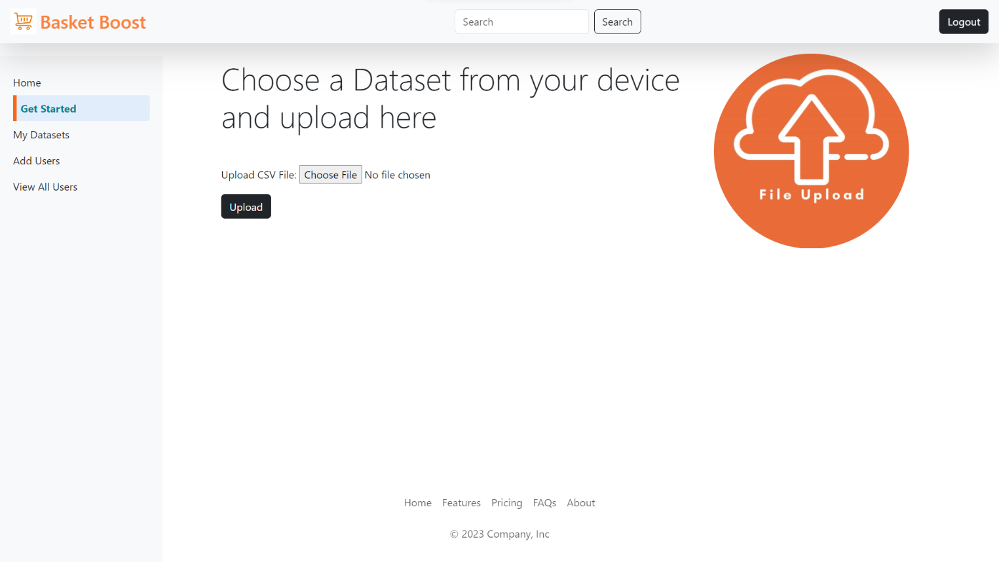 Basket Boost
Search Search
Logout
Home
Get Started
My Datasets
Add Users
View All Users
Choose a Dataset from your device
and upload here
Upload CSV File: Choose File No file chosen
Upload
File Upload
Home Features Pricing FAQs About
© 2023 Company, Inc